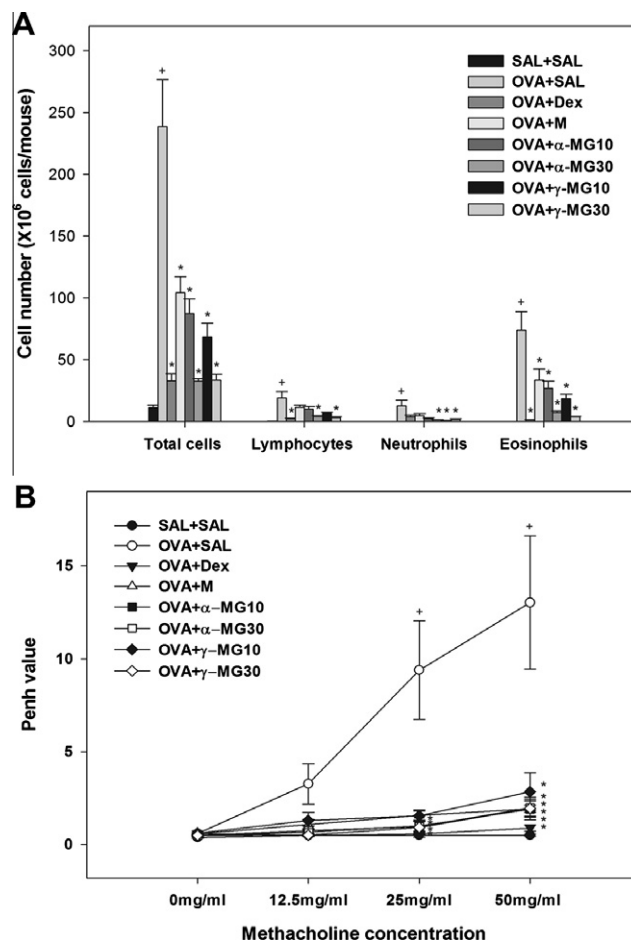 A
Cell number (X10⁶ cells/mouse)
300
250
200
150
100
50
0
SAL+SAL
OVA+SAL
OVA+Dex
OVA+M
OVA+α-MG10
OVA+α-MG30
OVA+γ-MG10
OVA+γ-MG30
+
*
*
*
*
*
*
+
*
*
*
+
* * *
+
*
*
*
*
*
*
Total cells Lymphocytes Neutrophils Eosinophils
B
Penh value
15
10
5
0
SAL+SAL
OVA+SAL
OVA+Dex
OVA+M
OVA+α–MG10
OVA+α–MG30
OVA+γ–MG10
OVA+γ–MG30
+
+
0mg/ml 12.5mg/ml 25mg/ml 50mg/ml
Methacholine concentration